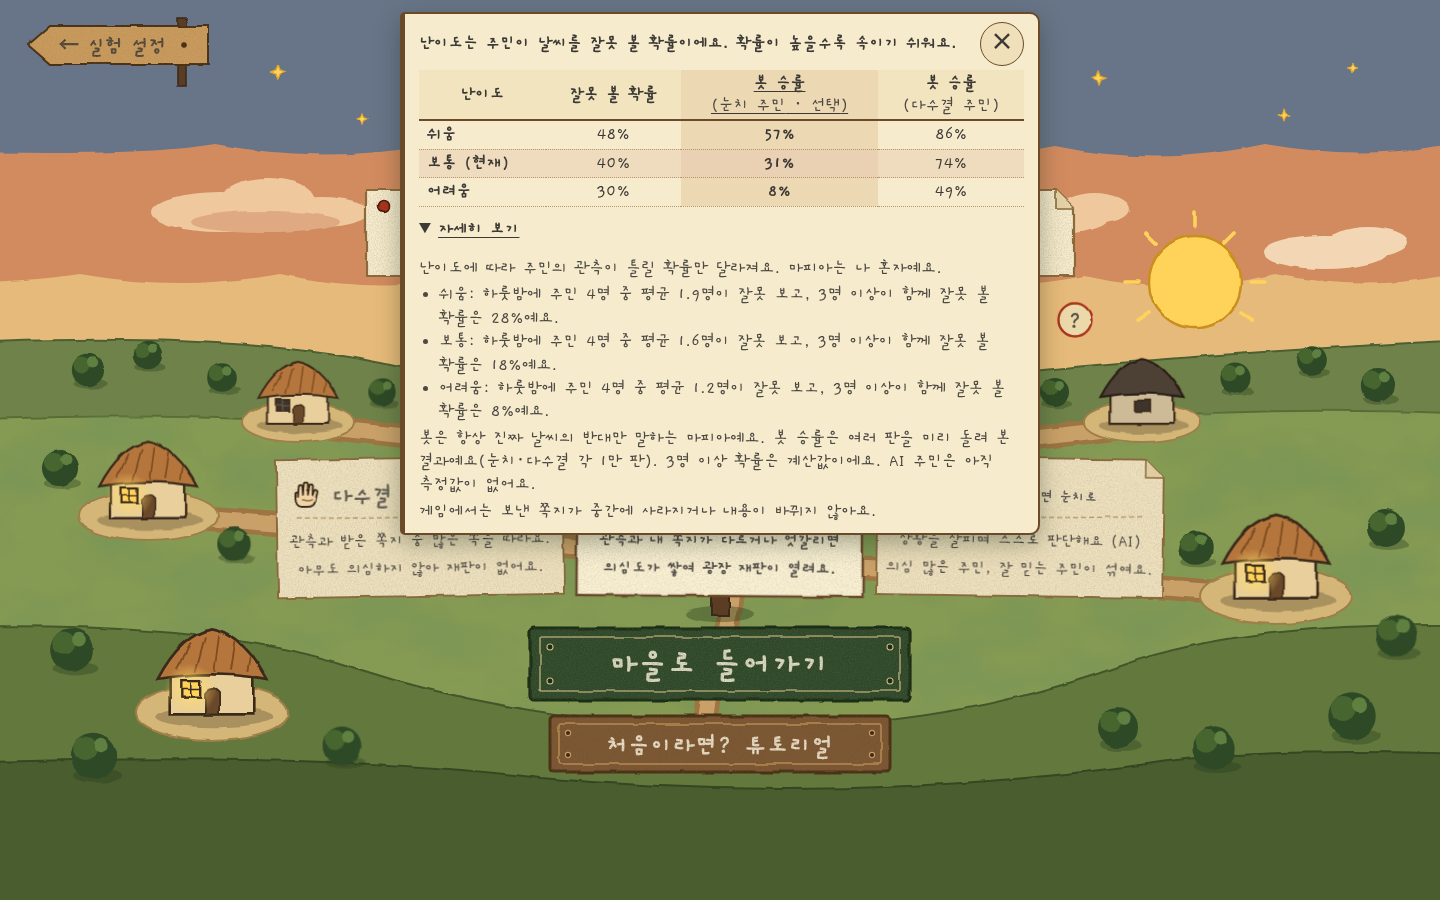 ← 실험 설정
난이도는 주민이 날씨를 잘못 볼 확률이에요. 확률이 높을수록 속이기 쉬워요.
난이도 잘못 볼 확률 봇 승률 (눈치 주민 · 선택) 봇 승률 (다수결 주민)
쉬움 48% 57% 86%
보통 (현재) 40% 31% 74%
어려움 30% 8% 49%
▼ 자세히 보기
난이도에 따라 주민의 관측이 틀릴 확률만 달라져요. 마피아는 나 혼자예요.
• 쉬움: 하룻밤에 주민 4명 중 평균 1.9명이 잘못 보고, 3명 이상이 함께 잘못 볼
확률은 28%예요.
• 보통: 하룻밤에 주민 4명 중 평균 1.6명이 잘못 보고, 3명 이상이 함께 잘못 볼
확률은 18%예요.
• 어려움: 하룻밤에 주민 4명 중 평균 1.2명이 잘못 보고, 3명 이상이 함께 잘못 볼
확률은 8%예요.
봇은 항상 진짜 날씨의 반대만 말하는 마피아예요. 봇 승률은 여러 판을 미리 돌려 본
결과예요(눈치·다수결 각 1만 판). 3명 이상 확률은 계산값이에요. AI 주민은 아직
측정값이 없어요.
게임에서는 보낸 쪽지가 중간에 사라지거나 내용이 바뀌지 않아요.
?
다수결
관측과 받은 쪽지 중 많은 쪽을 따라요.
아무도 의심하지 않아 재판이 없어요.
관측과 내 쪽지가 다르거나 엇갈리면
의심도가 쌓여 광장 재판이 열려요.
면 눈치로
상황을 살피며 스스로 판단해요 (AI)
의심 많은 주민, 잘 믿는 주민이 섞여요.
마을로 들어가기
처음이라면? 튜토리얼